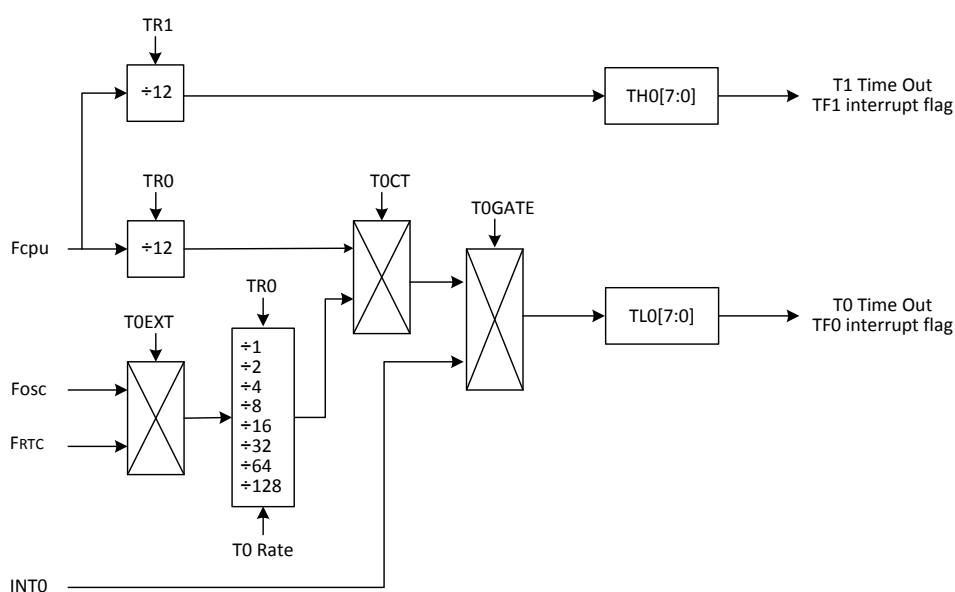 TR1
÷12
TH0[7:0]
T1 Time Out
TF1 interrupt flag
TR0
T0CT
T0GATE
Fcpu
÷12
TR0
T0EXT
÷1
÷2
÷4
÷8
÷16
÷32
÷64
÷128
TL0[7:0]
T0 Time Out
TF0 interrupt flag
Fosc
FRTC
T0 Rate
INT0